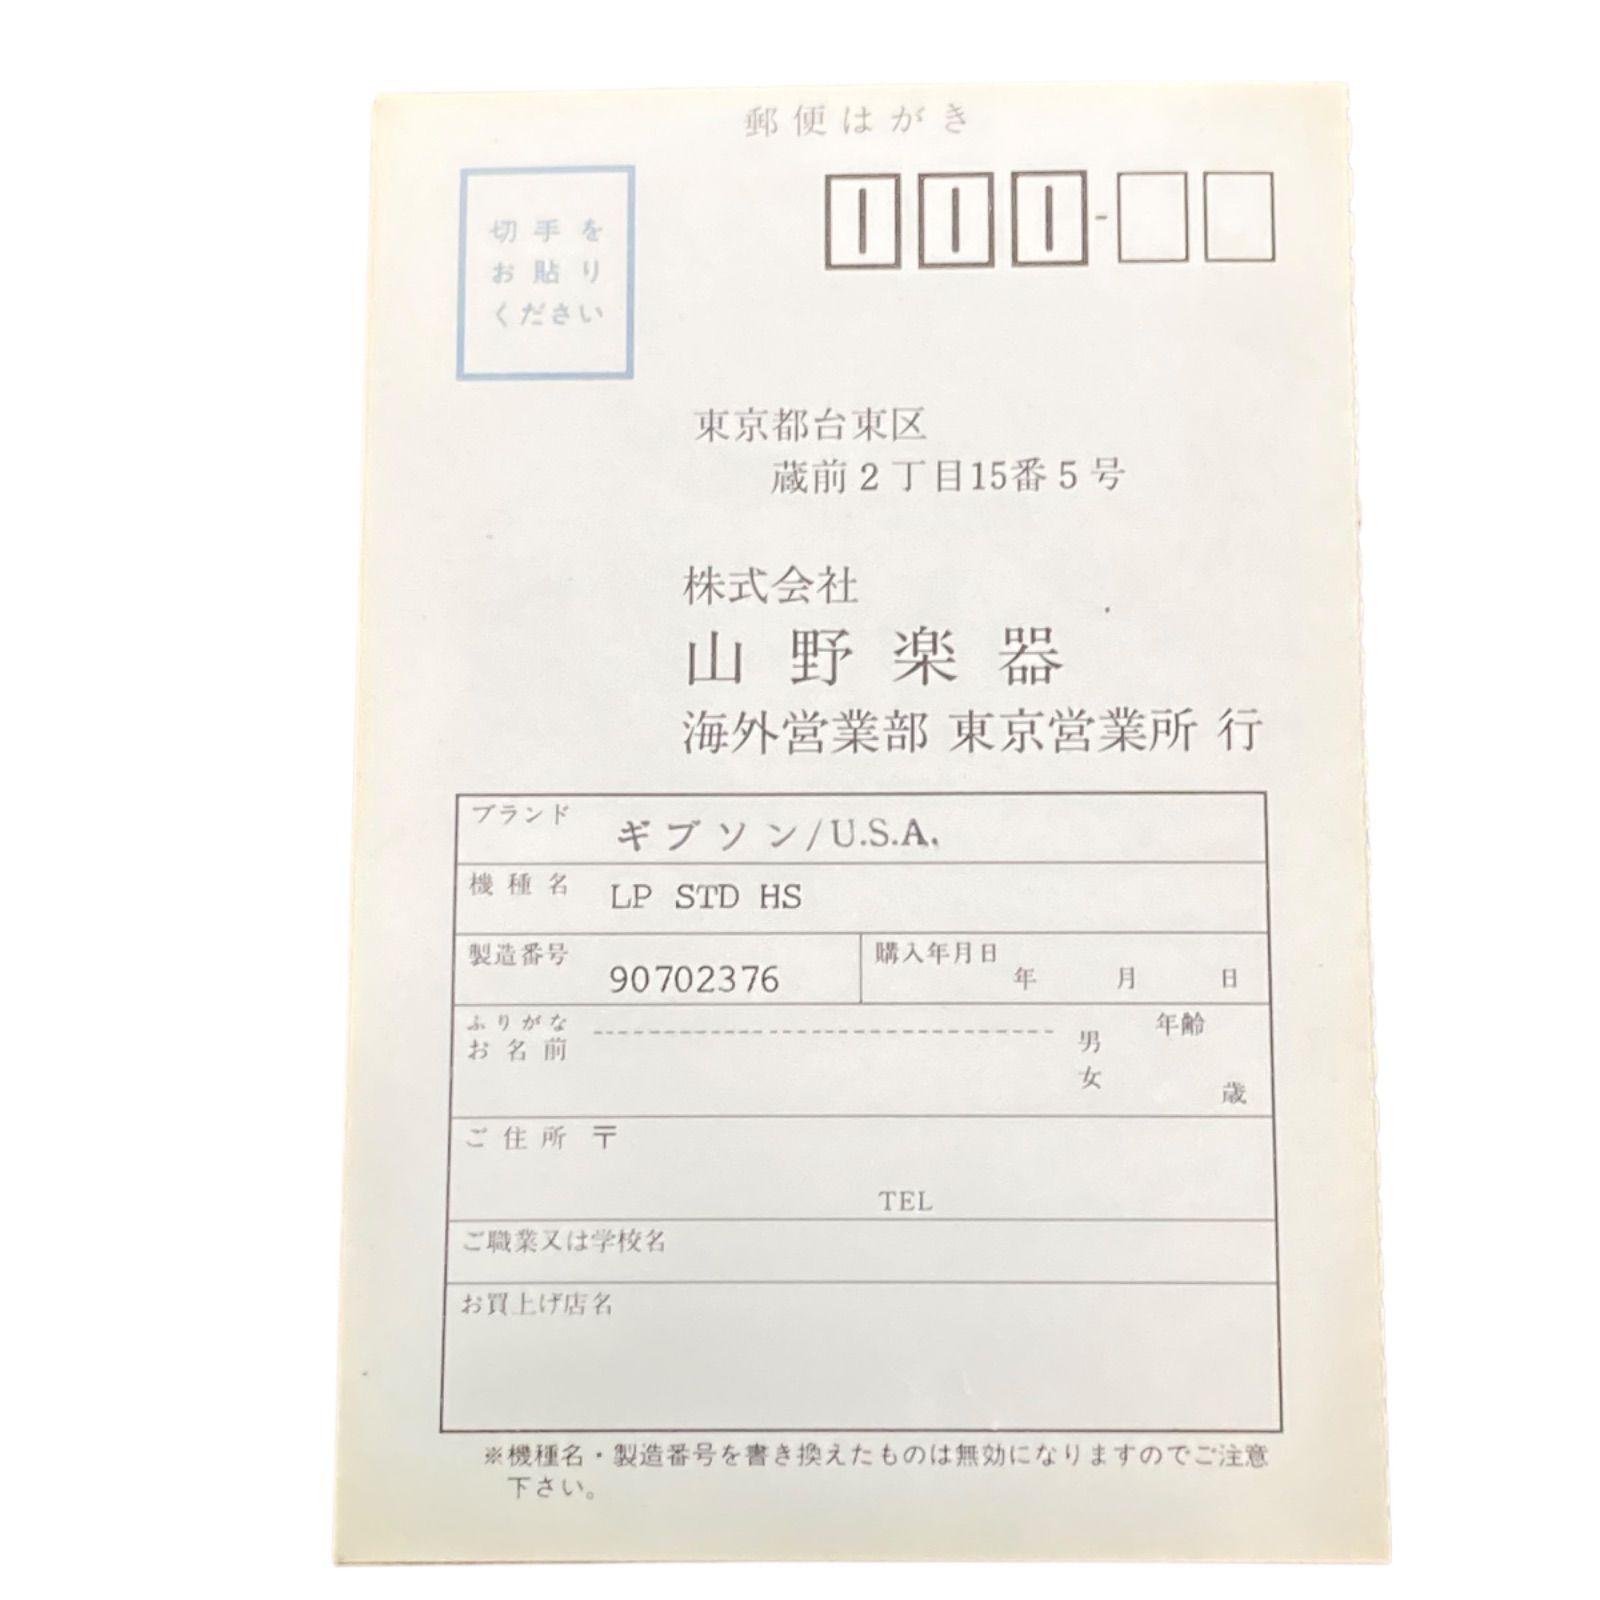 郵便はがき
切手を
お貼り
ください
111-
東京都台東区
蔵前2丁目15番5号
株式会社
山野楽器
海外営業部 東京営業所 行
ブランド ギブソン/U.S.A.
機種名 LP STD HS
製造番号 90702376 購入年月日 年 月 日
ふりがな
お名前 男 女 年齢 歳
ご住所 〒
TEL
ご職業又は学校名
お買上げ店名
※機種名・製造番号を書き換えたものは無効になりますのでご注意
下さい。